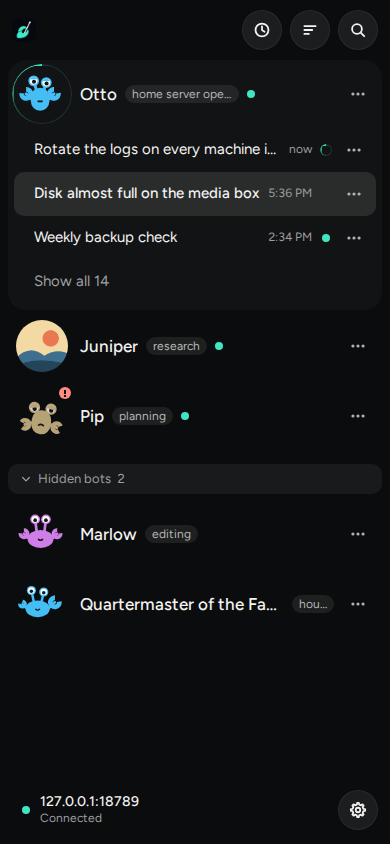 Otto home server ope...
Rotate the logs on every machine i... now
Disk almost full on the media box 5:36 PM
Weekly backup check 2:34 PM
Show all 14
Juniper research
Pip planning
Hidden bots 2
Marlow editing
Quartermaster of the Fa... hou...
127.0.0.1:18789
Connected